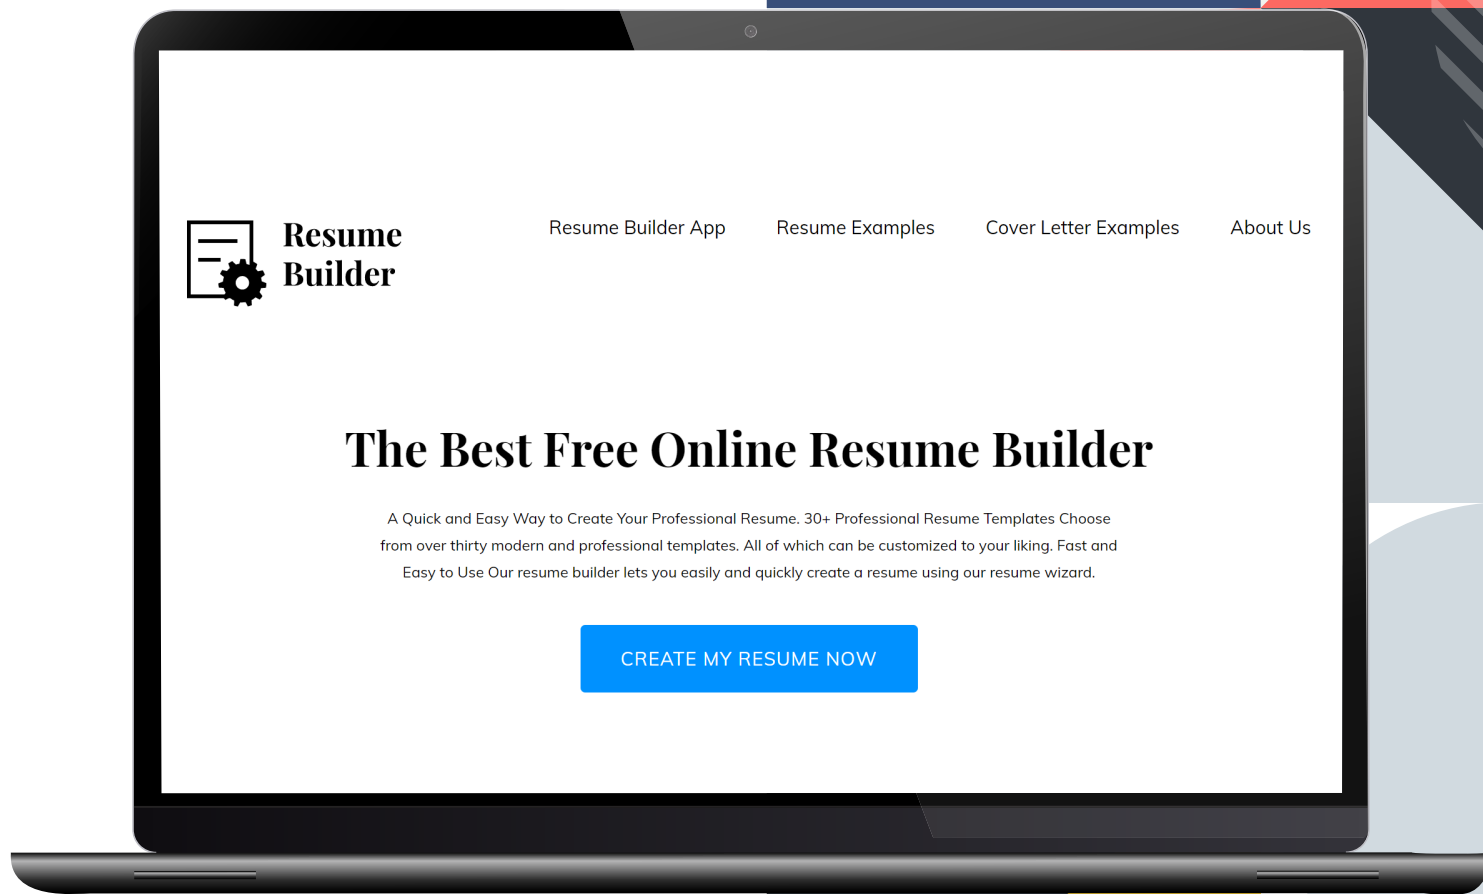 Resume
Builder
Resume Builder App
Resume Examples
Cover Letter Examples
About Us
The Best Free Online Resume Builder
A Quick and Easy Way to Create Your Professional Resume. 30+ Professional Resume Templates Choose
from over thirty modern and professional templates. All of which can be customized to your liking. Fast and
Easy to Use Our resume builder lets you easily and quickly create a resume using our resume wizard.
CREATE MY RESUME NOW